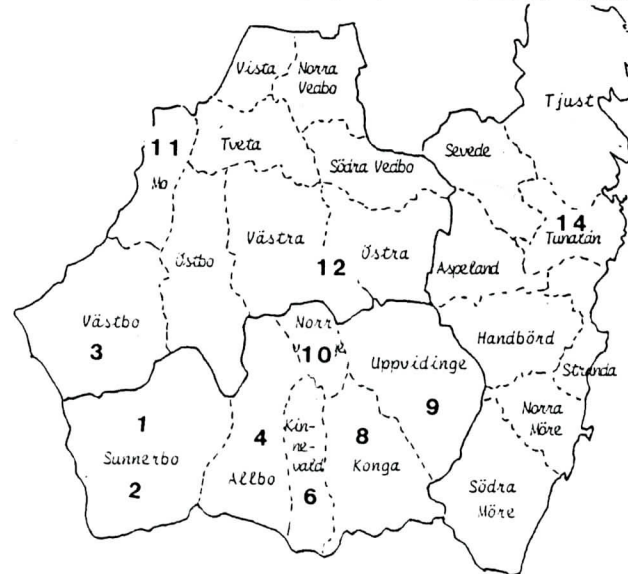 Vista
Norra
Vedbo
Tjust
11
Mo
Tveta
Södra Vedbo
Sevede
14
Tunalän
Östbo
Västra
12
Östra
Aspeland
Västbo
3
Norr
10
Uppvidinge
9
Handbörd
Stranda
Norra
Möre
1
Sunnerbo
2
4
Allbo
Kin-
ne-
vald
6
8
Konga
Södra
Möre